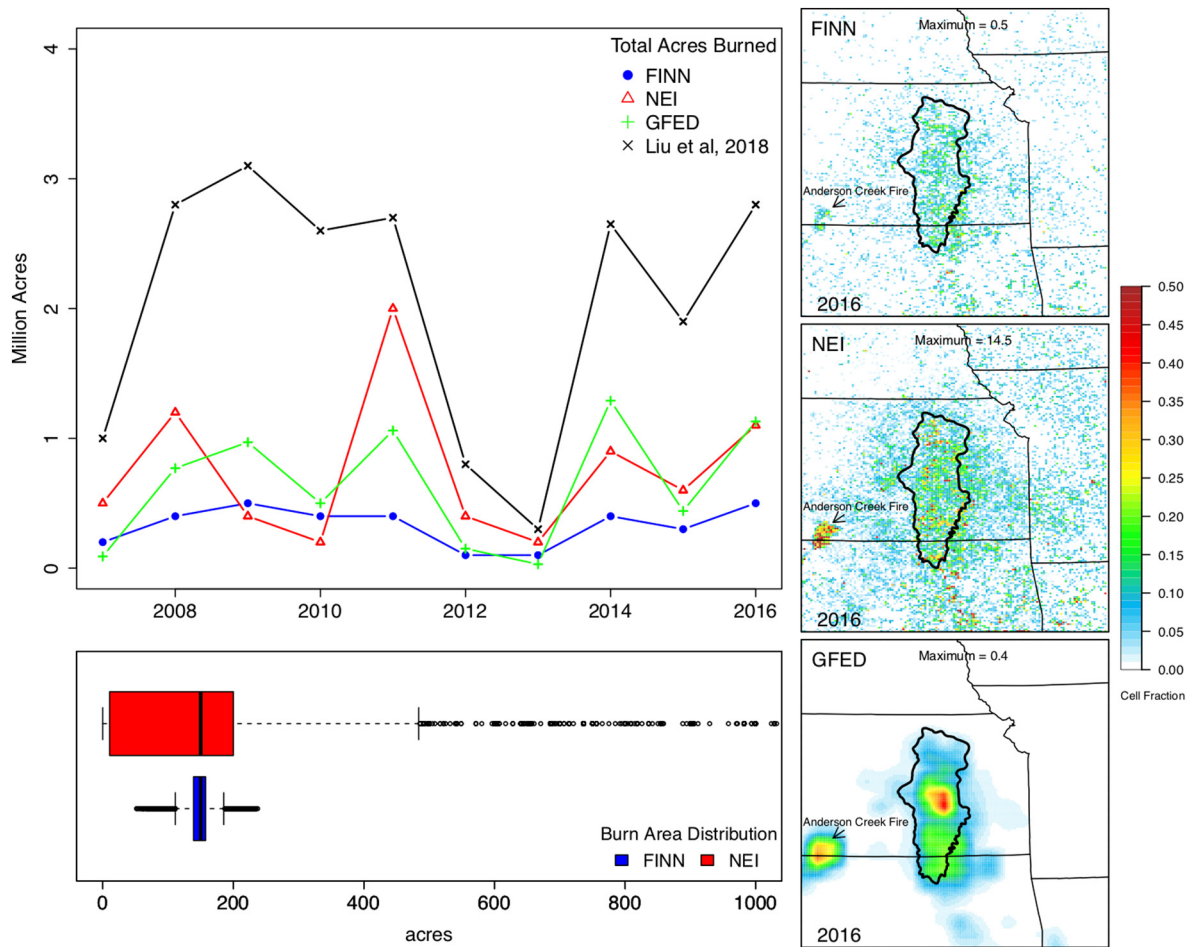 Total Acres Burned
FINN
NEI
GFED
Liu et al, 2018
Million Acres
4
3
2
1
0
2008 2010 2012 2014 2016
Burn Area Distribution
FINN NEI
0 200 400 600 800 1000
acres
FINN
Maximum = 0.5
Anderson Creek Fire
2016
NEI
Maximum = 14.5
Anderson Creek Fire
2016
GFED
Maximum = 0.4
Anderson Creek Fire
2016
0.50
0.45
0.40
0.35
0.30
0.25
0.20
0.15
0.10
0.05
0.00
Cell Fraction